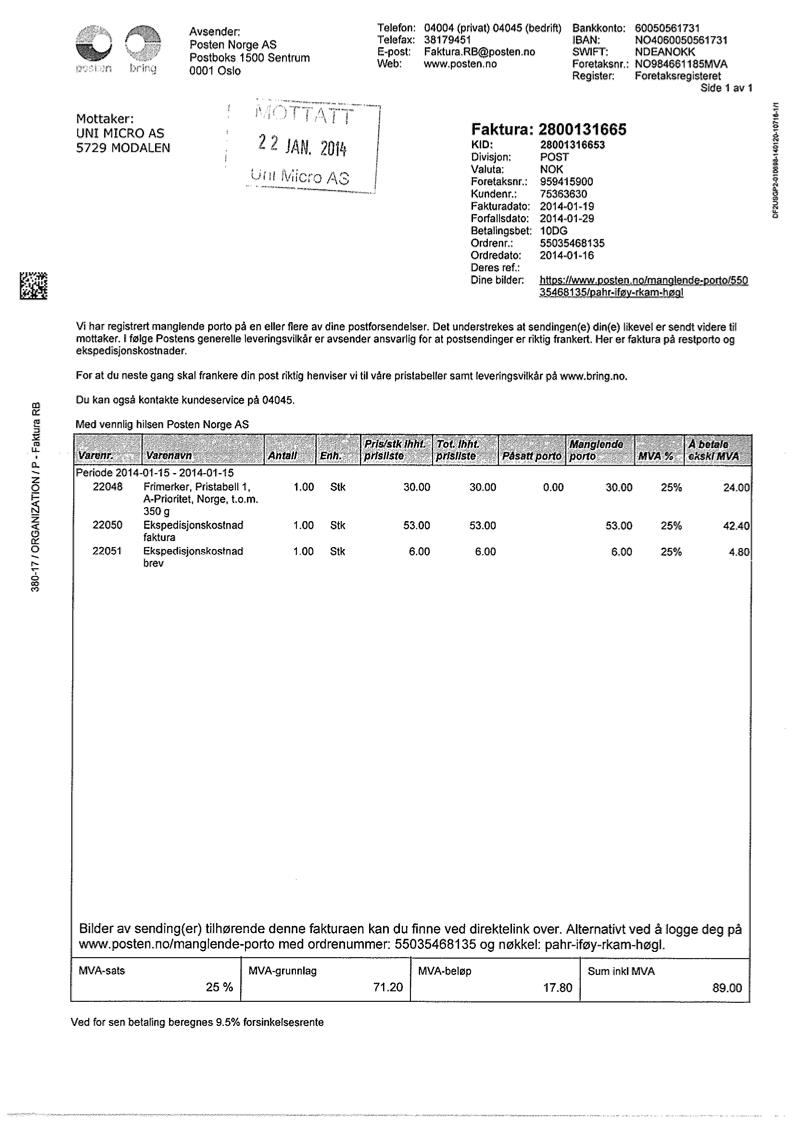 posten bring
Avsender:
Posten Norge AS
Postboks 1500 Sentrum
0001 Oslo
Telefon: 04004 (privat) 04045 (bedrift)
Telefax: 38179451
E-post: Faktura.RB@posten.no
Web: www.posten.no
Bankkonto: 60050561731
IBAN: NO4060050561731
SWIFT: NDEANOKK
Foretaksnr.: NO984661185MVA
Register: Foretaksregisteret
Side 1 av 1
Mottaker:
UNI MICRO AS
5729 MODALEN
MOTTATT
22 JAN. 2014
Uni Micro AS
Faktura: 2800131665
KID: 28001316653
Divisjon: POST
Valuta: NOK
Foretaksnr.: 959415900
Kundenr.: 75363630
Fakturadato: 2014-01-19
Forfallsdato: 2014-01-29
Betalingsbet: 10DG
Ordrenr.: 55035468135
Ordredato: 2014-01-16
Deres ref.:
Dine bilder: https://www.posten.no/manglende-porto/550
35468135/pahr-iføy-rkam-høgl
Vi har registrert manglende porto på en eller flere av dine postforsendelser. Det understrekes at sendingen(e) din(e) likevel er sendt videre til
mottaker. I følge Postens generelle leveringsvilkår er avsender ansvarlig for at postsendinger er riktig frankert. Her er faktura på restporto og
ekspedisjonskostnader.
For at du neste gang skal frankere din post riktig henviser vi til våre pristabeller samt leveringsvilkår på www.bring.no.
Du kan også kontakte kundeservice på 04045.
Med vennlig hilsen Posten Norge AS
Varenr. Varenavn Antall Enh. Pris/stk ihht. prisliste Tot. ihht. prisliste Påsatt porto Manglende porto MVA % Å betale ekskl MVA
Periode 2014-01-15 - 2014-01-15
22048 Frimerker, Pristabell 1, 1.00 Stk 30.00 30.00 0.00 30.00 25% 24.00
A-Prioritet, Norge, t.o.m.
350 g
22050 Ekspedisjonskostnad 1.00 Stk 53.00 53.00 53.00 25% 42.40
faktura
22051 Ekspedisjonskostnad 1.00 Stk 6.00 6.00 6.00 25% 4.80
brev
Bilder av sending(er) tilhørende denne fakturaen kan du finne ved direktelink over. Alternativt ved å logge deg på
www.posten.no/manglende-porto med ordrenummer: 55035468135 og nøkkel: pahr-iføy-rkam-høgl.
MVA-sats MVA-grunnlag MVA-beløp Sum inkl MVA
25 % 71.20 17.80 89.00
Ved for sen betaling beregnes 9.5% forsinkelsesrente
380-17 / ORGANIZATION / P - Faktura RB